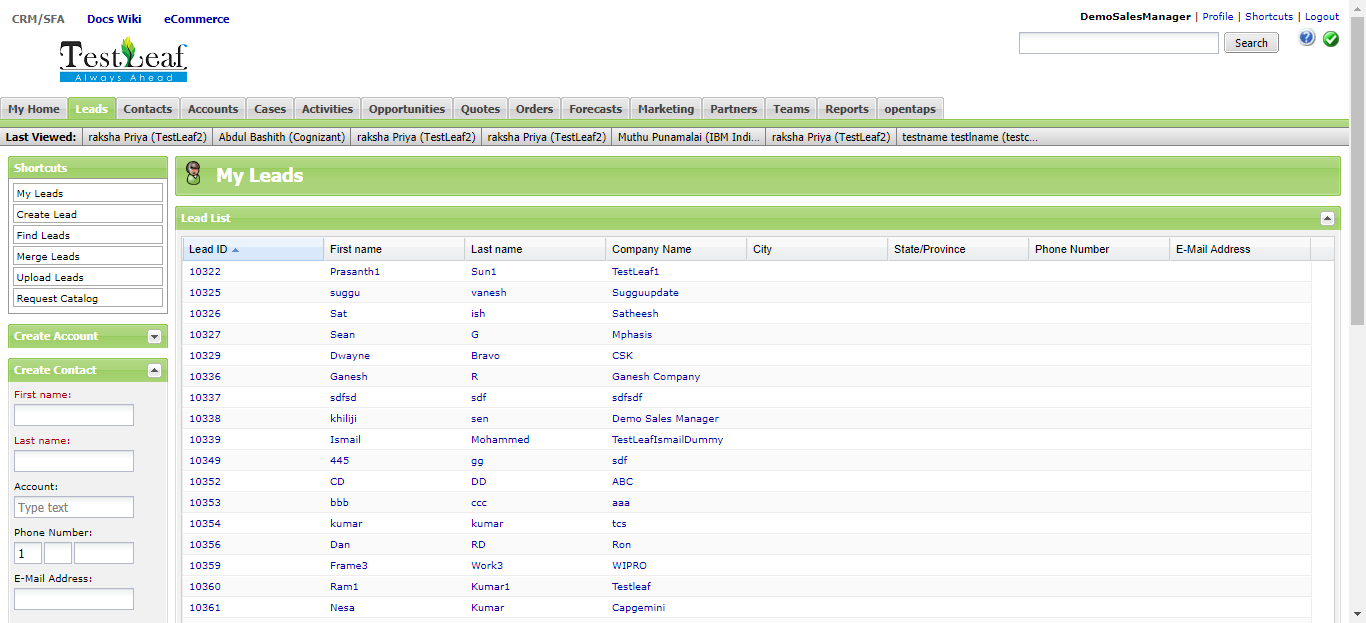 CRM/SFA Docs Wiki eCommerce
DemoSalesManager | Profile | Shortcuts | Logout
TestLeaf
Always Ahead
Search
My Home Leads Contacts Accounts Cases Activities Opportunities Quotes Orders Forecasts Marketing Partners Teams Reports opentaps
Last Viewed: raksha Priya (TestLeaf2) Abdul Bashith (Cognizant) raksha Priya (TestLeaf2) raksha Priya (TestLeaf2) Muthu Punamalai (IBM Indi... raksha Priya (TestLeaf2) testname testlname (testc...
Shortcuts
My Leads
Create Lead
Find Leads
Merge Leads
Upload Leads
Request Catalog
Create Account
Create Contact
First name:
Last name:
Account:
Type text
Phone Number:
1
E-Mail Address:
My Leads
Lead List
Lead ID First name Last name Company Name City State/Province Phone Number E-Mail Address
10322 Prasanth1 Sun1 TestLeaf1
10325 suggu vanesh Sugguupdate
10326 Sat ish Satheesh
10327 Sean G Mphasis
10329 Dwayne Bravo CSK
10336 Ganesh R Ganesh Company
10337 sdfsd sdf sdfsdf
10338 khiliji sen Demo Sales Manager
10339 Ismail Mohammed TestLeafIsmailDummy
10349 445 gg sdf
10352 CD DD ABC
10353 bbb ccc aaa
10354 kumar kumar tcs
10356 Dan RD Ron
10359 Frame3 Work3 WIPRO
10360 Ram1 Kumar1 Testleaf
10361 Nesa Kumar Capgemini